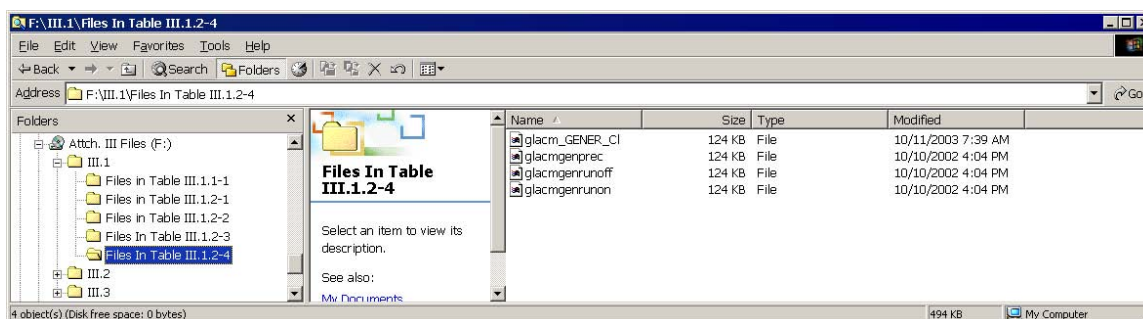 F:\III.1\Files In Table III.1.2-4
File Edit View Favorites Tools Help
Back Search Folders
Address F:\III.1\Files In Table III.1.2-4 Go
Folders
Attch. III Files (F:)
III.1
Files in Table III.1.1-1
Files in Table III.1.2-1
Files in Table III.1.2-2
Files In Table III.1.2-3
Files In Table III.1.2-4
III.2
III.3
Files In Table
III.1.2-4
Select an item to view its
description.
See also:
My Documents
Name Size Type Modified
glacm_GENER_Cl 124 KB File 10/11/2003 7:39 AM
glacmgenprec 124 KB File 10/10/2002 4:04 PM
glacmgenrunoff 124 KB File 10/10/2002 4:04 PM
glacmgenrunon 124 KB File 10/10/2002 4:04 PM
4 object(s) (Disk free space: 0 bytes) 494 KB My Computer